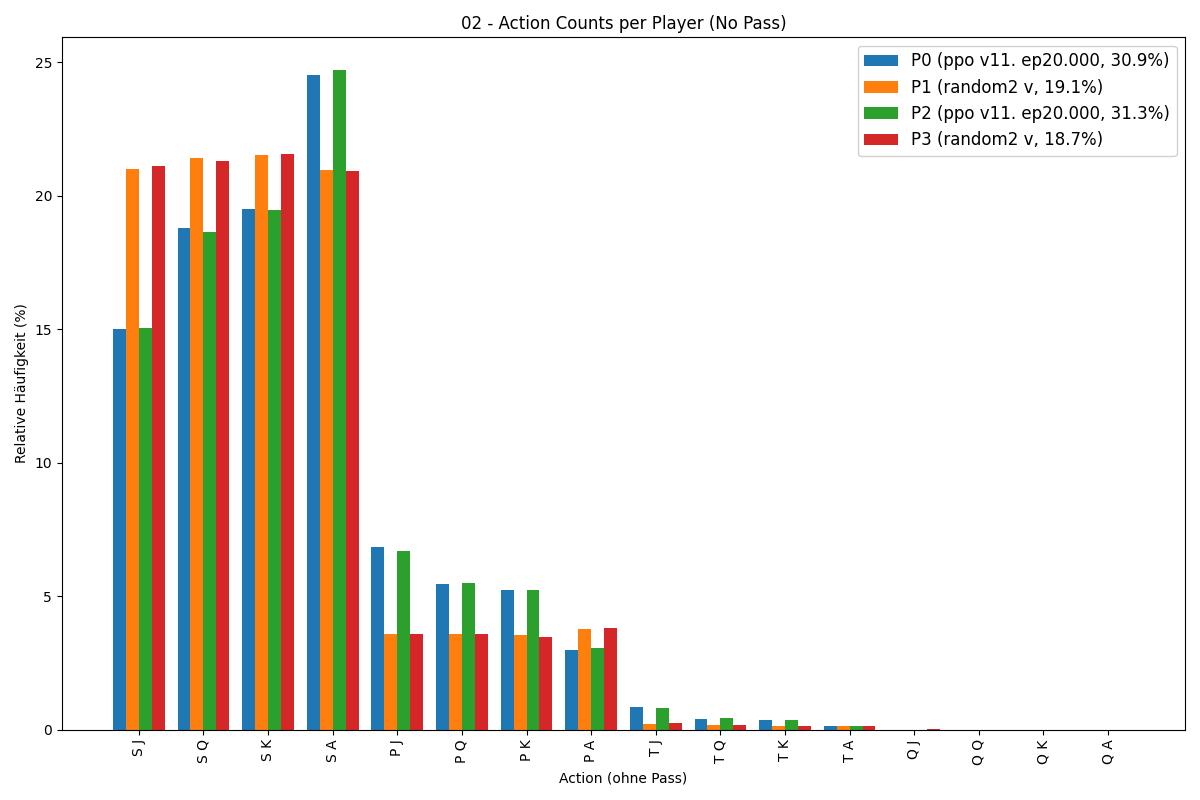 02 - Action Counts per Player (No Pass)
P0 (ppo v11. ep20.000, 30.9%)
P1 (random2 v, 19.1%)
P2 (ppo v11. ep20.000, 31.3%)
P3 (random2 v, 18.7%)
Relative Häufigkeit (%)
25
20
15
10
5
0
S J
S Q
S K
S A
P J
P Q
P K
P A
T J
T Q
T K
T A
Q J
Q Q
Q K
Q A
Action (ohne Pass)